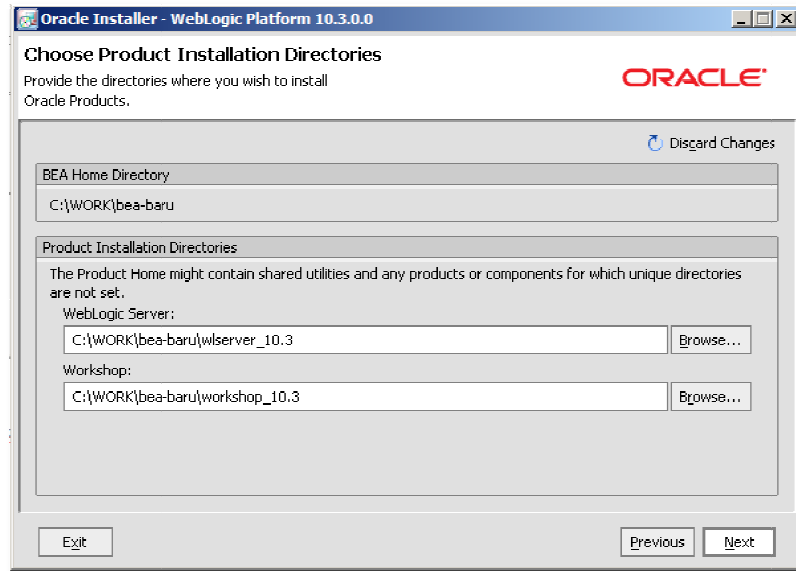 Oracle Installer - WebLogic Platform 10.3.0.0
Choose Product Installation Directories
Provide the directories where you wish to install
Oracle Products.
ORACLE
Discard Changes
BEA Home Directory
C:\WORK\bea-baru
Product Installation Directories
The Product Home might contain shared utilities and any products or components for which unique directories
are not set.
WebLogic Server:
C:\WORK\bea-baru\wlserver_10.3
Browse...
Workshop:
C:\WORK\bea-baru\workshop_10.3
Browse...
Exit
Previous
Next